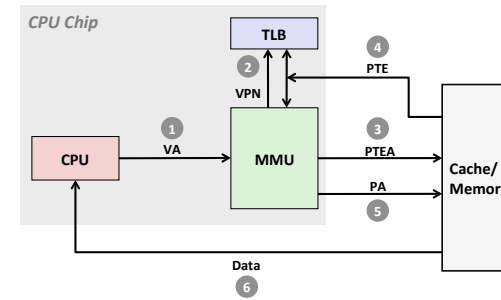 CPU Chip
TLB
4
2
PTE
VPN
1
3
CPU
VA
MMU
PTEA
Cache/
Memor
PA
5
Data
6